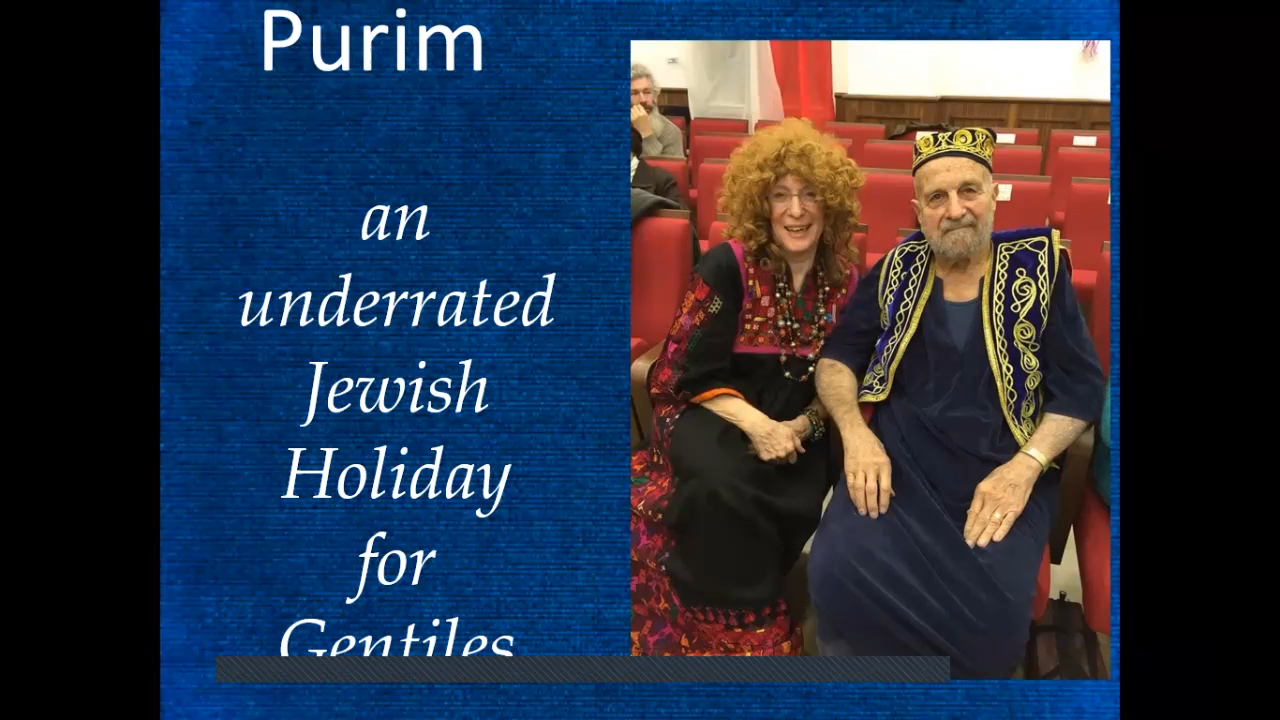 Purim
an
underrated
Jewish
Holiday
for
Gentiles